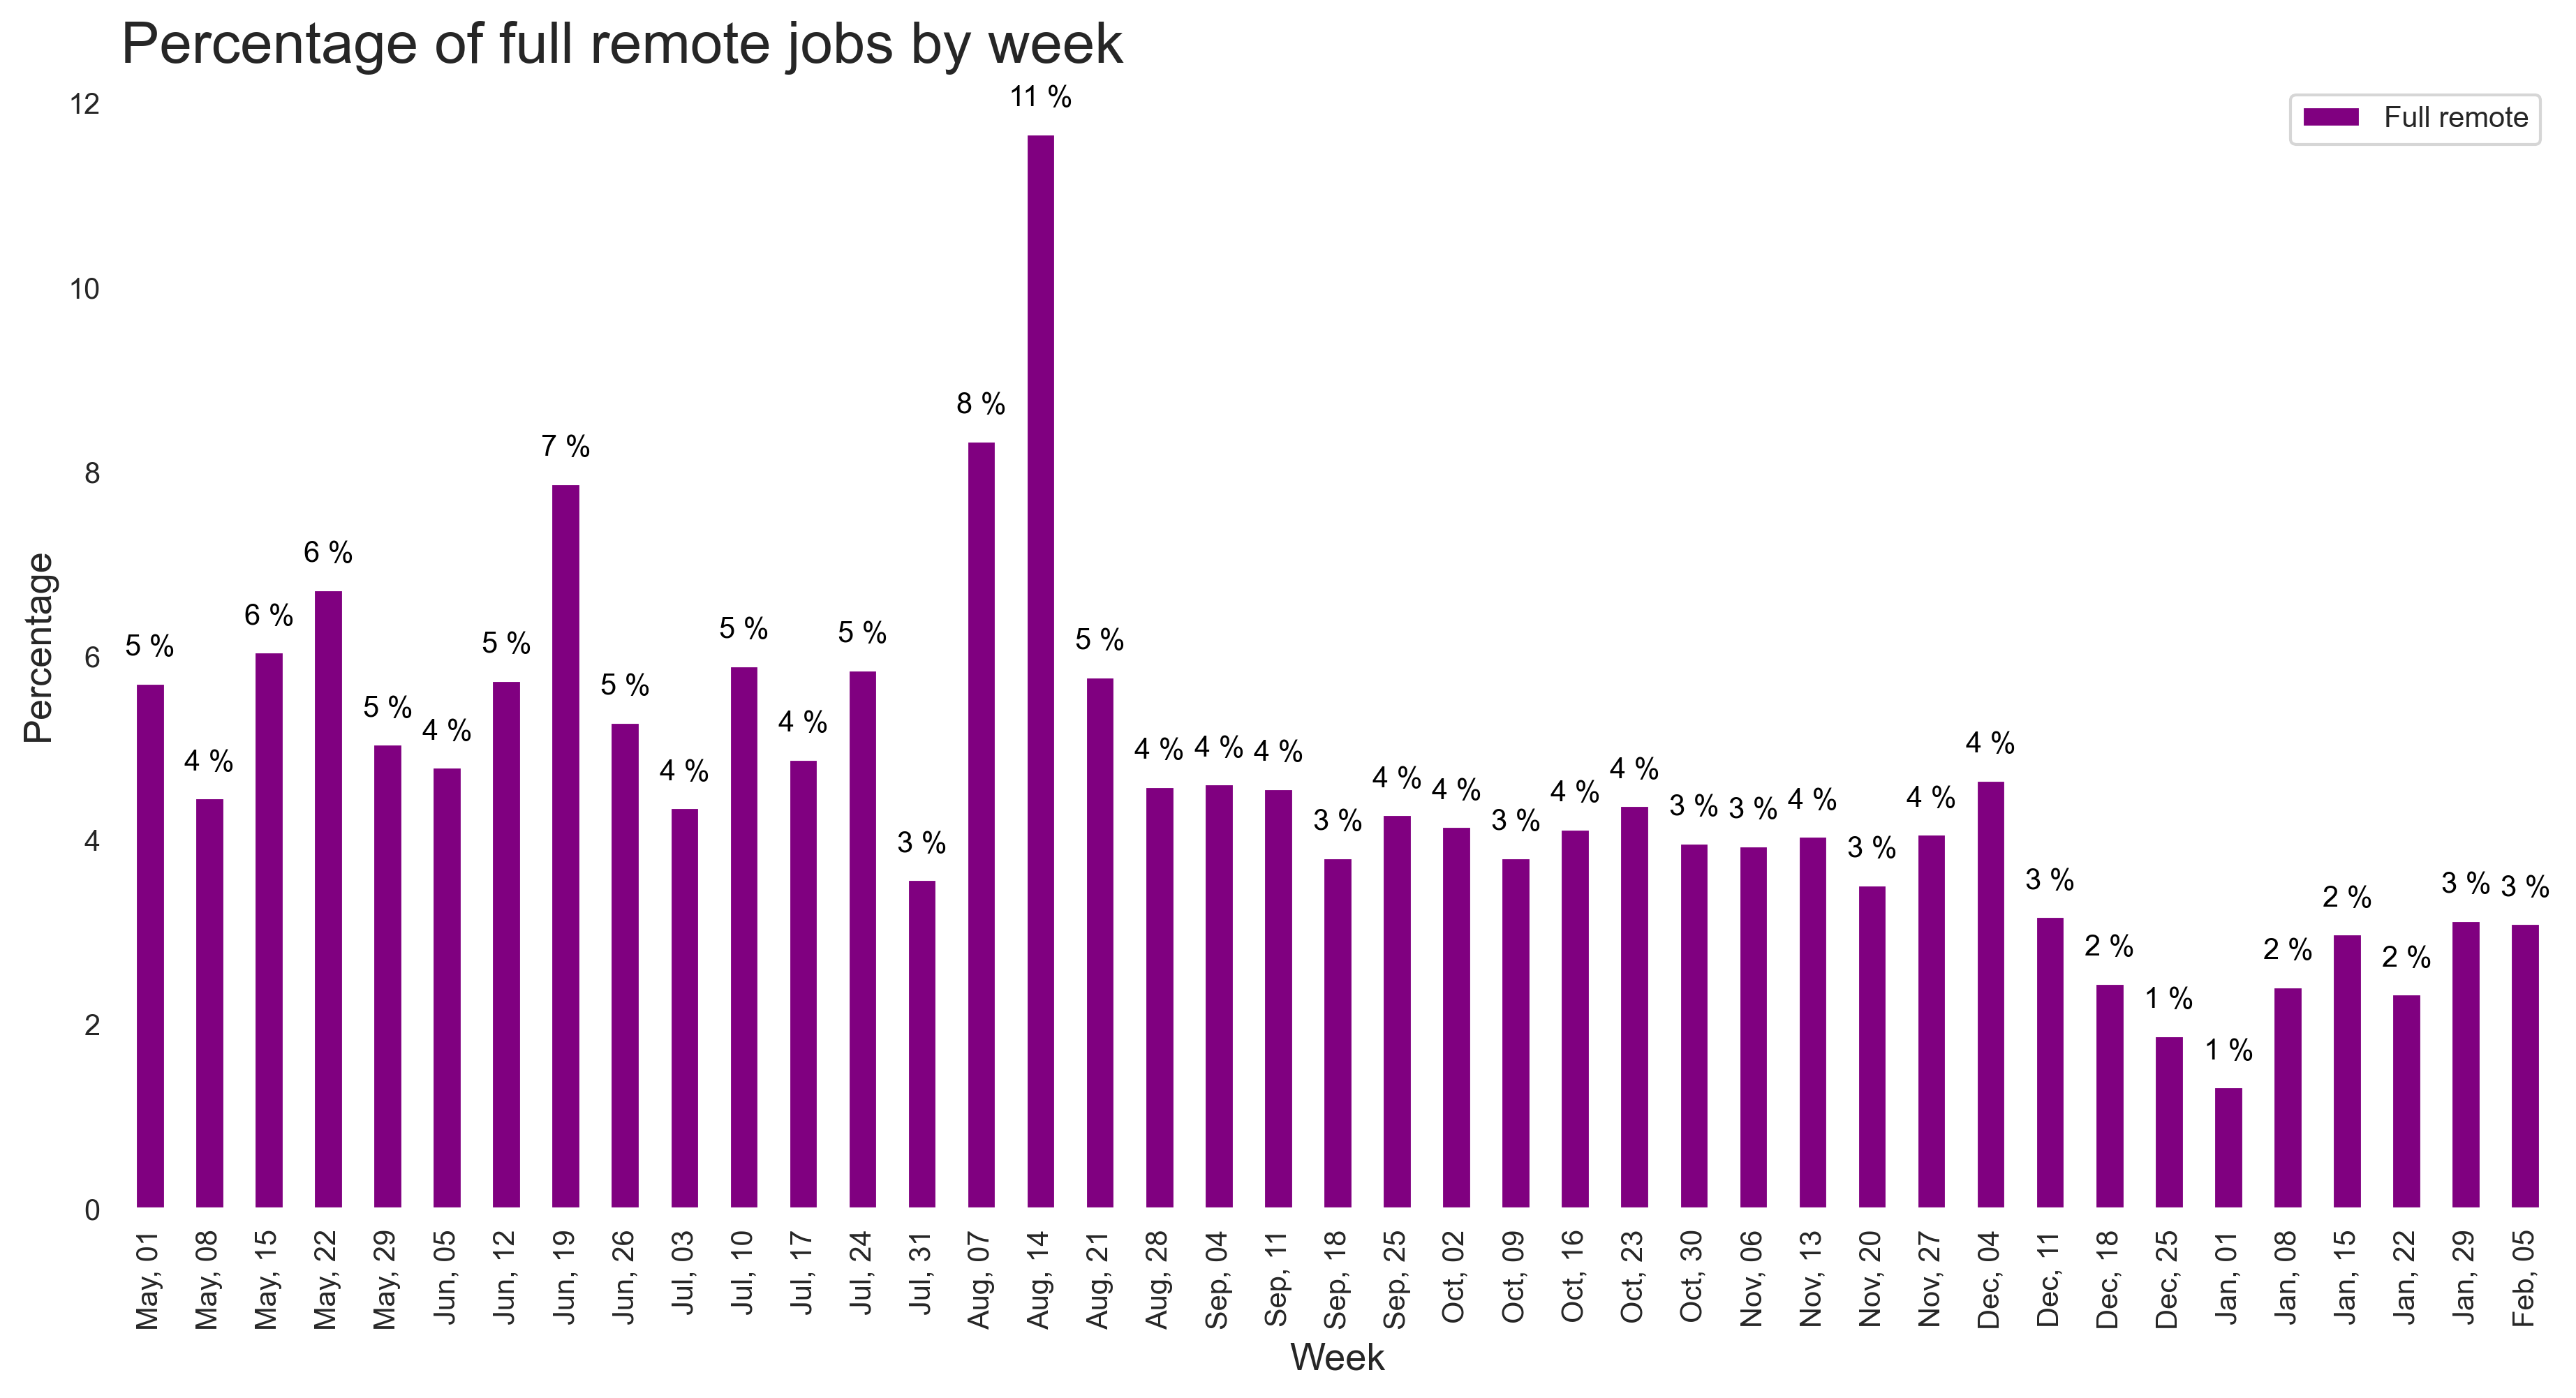 Percentage of full remote jobs by week
Full remote
Percentage
12
10
8
6
4
2
0
5 %
4 %
6 %
6 %
5 %
4 %
5 %
7 %
5 %
4 %
5 %
4 %
5 %
3 %
8 %
11 %
5 %
4 %
4 %
4 %
3 %
4 %
4 %
3 %
4 %
4 %
3 %
3 %
4 %
3 %
4 %
4 %
3 %
2 %
1 %
1 %
2 %
2 %
2 %
3 %
3 %
May, 01
May, 08
May, 15
May, 22
May, 29
Jun, 05
Jun, 12
Jun, 19
Jun, 26
Jul, 03
Jul, 10
Jul, 17
Jul, 24
Jul, 31
Aug, 07
Aug, 14
Aug, 21
Aug, 28
Sep, 04
Sep, 11
Sep, 18
Sep, 25
Oct, 02
Oct, 09
Oct, 16
Oct, 23
Oct, 30
Nov, 06
Nov, 13
Nov, 20
Nov, 27
Dec, 04
Dec, 11
Dec, 18
Dec, 25
Jan, 01
Jan, 08
Jan, 15
Jan, 22
Jan, 29
Feb, 05
Week